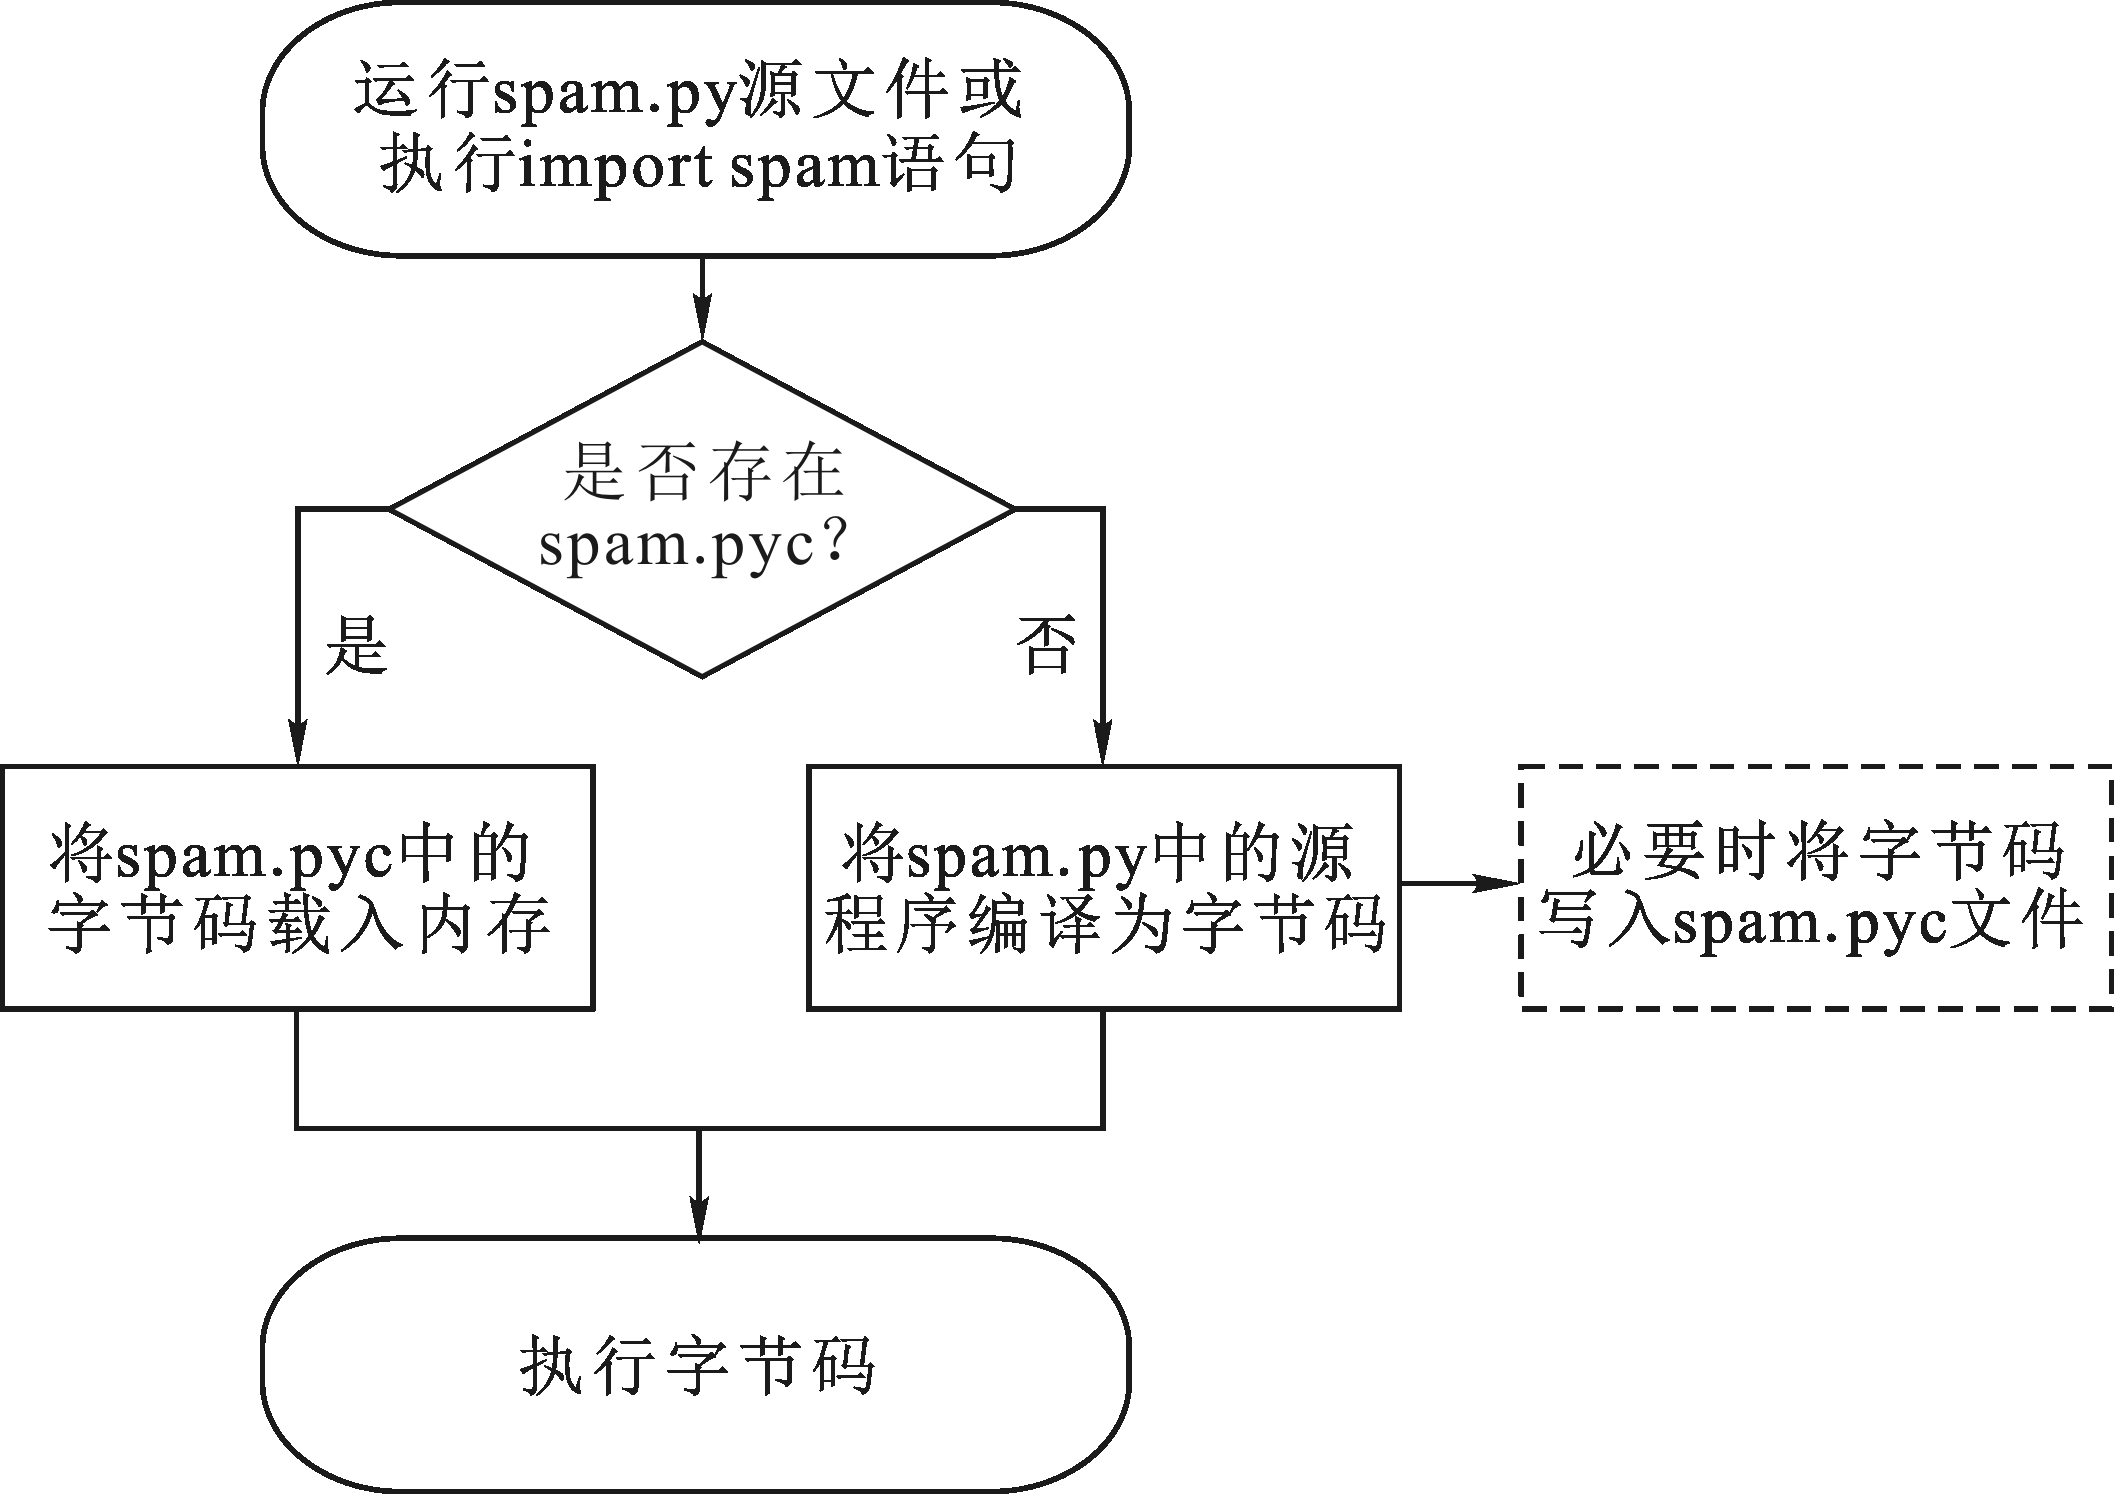 运行spam.py源文件或
执行import spam语句
是否存在
spam.pyc?
是
否
将spam.pyc中的
字节码载入内存
将spam.py中的源
程序编译为字节码
必要时将字节码
写入spam.pyc文件
执行字节码